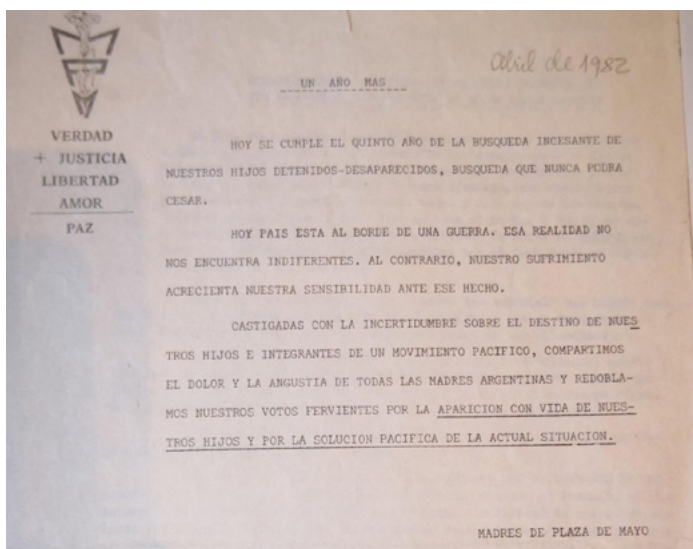 Abril de 1982
UN AÑO MAS
VERDAD
+ JUSTICIA
LIBERTAD
AMOR
PAZ
HOY SE CUMPLE EL QUINTO AÑO DE LA BUSQUEDA INCESANTE DE
NUESTROS HIJOS DETENIDOS-DESAPARECIDOS, BUSQUEDA QUE NUNCA PODRA
CESAR.
HOY PAIS ESTA AL BORDE DE UNA GUERRA. ESA REALIDAD NO
NOS ENCUENTRA INDIFERENTES. AL CONTRARIO, NUESTRO SUFRIMIENTO
ACRECIENTA NUESTRA SENSIBILIDAD ANTE ESE HECHO.
CASTIGADAS CON LA INCERTIDUMBRE SOBRE EL DESTINO DE NUES
TROS HIJOS E INTEGRANTES DE UN MOVIMIENTO PACIFICO, COMPARTIMOS
EL DOLOR Y LA ANGUSTIA DE TODAS LAS MADRES ARGENTINAS Y REDOBLA-
MOS NUESTROS VOTOS FERVIENTES POR LA APARICION CON VIDA DE NUES-
TROS HIJOS Y POR LA SOLUCION PACIFICA DE LA ACTUAL SITUACION.
MADRES DE PLAZA DE MAYO